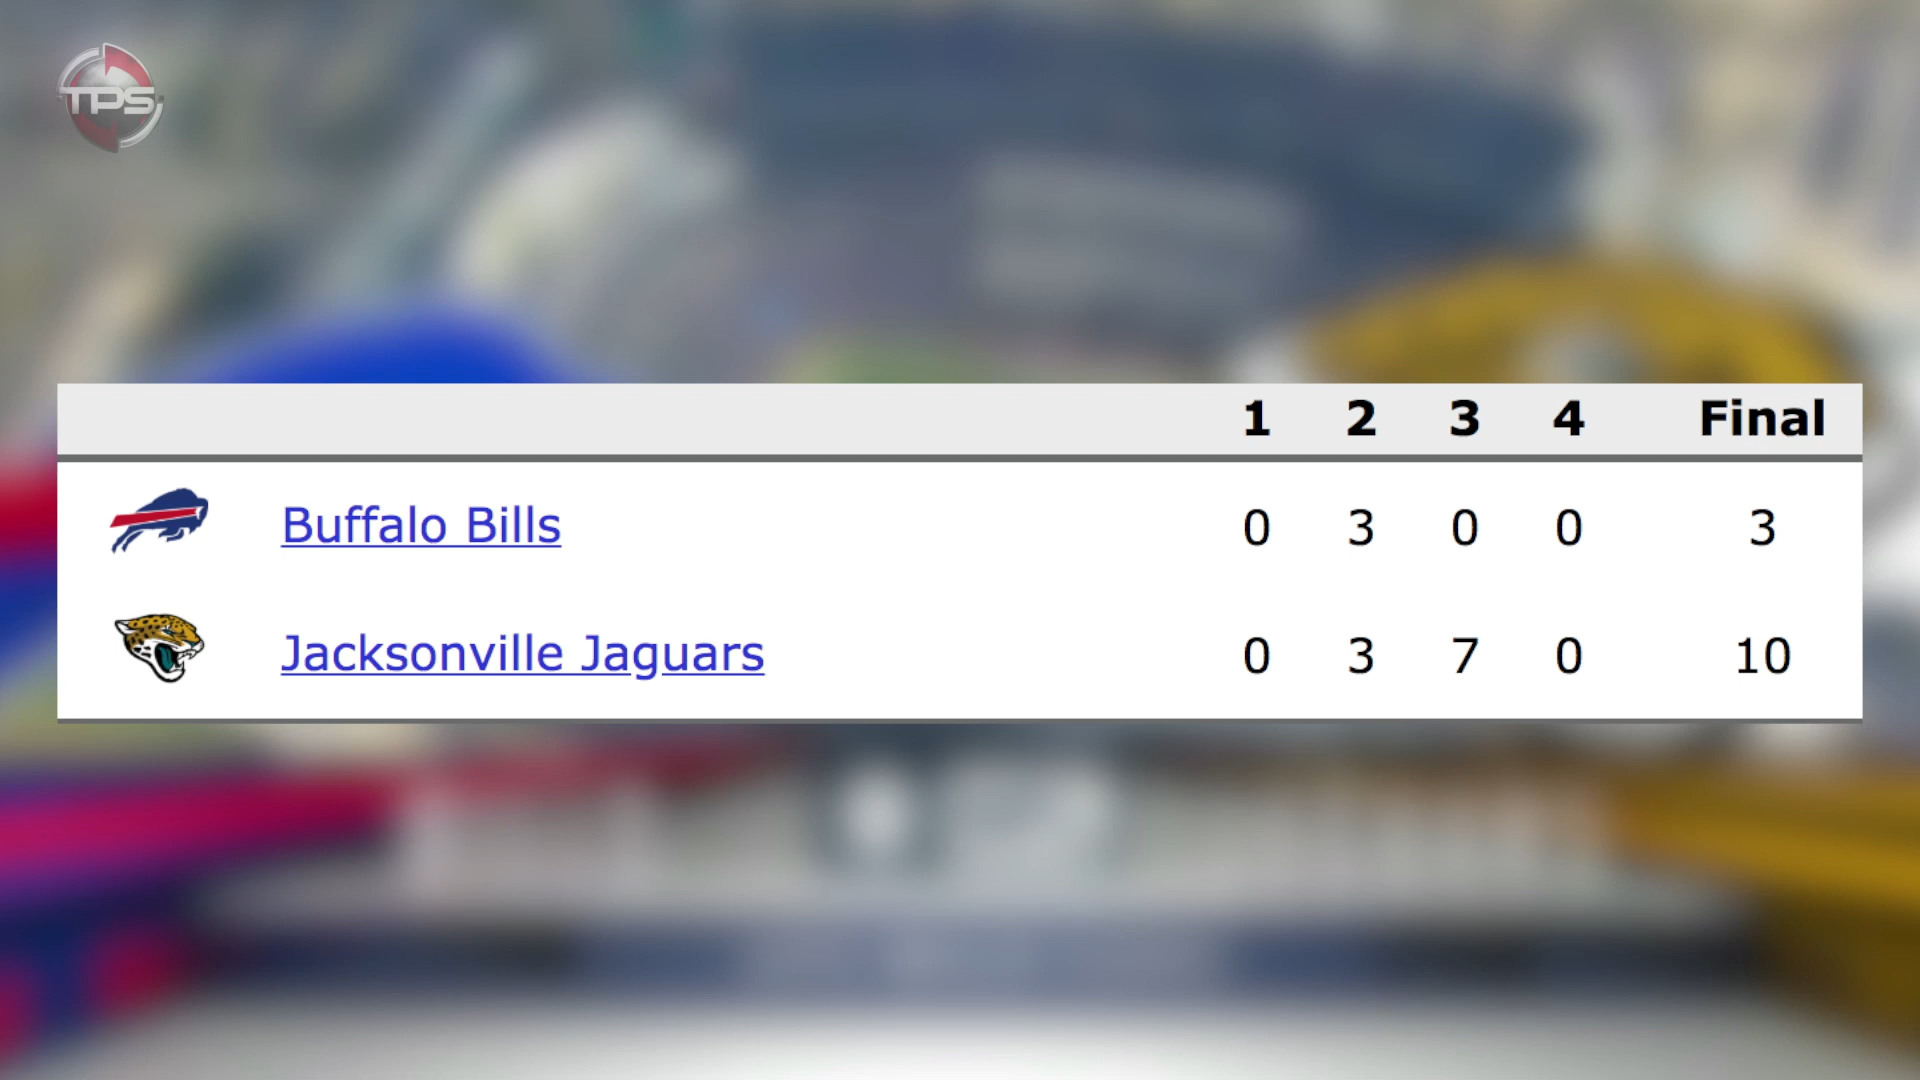 TPS
1 2 3 4 Final
Buffalo Bills 0 3 0 0 3
Jacksonville Jaguars 0 3 7 0 10